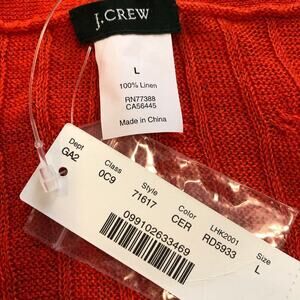 J.CREW
L
100% Linen
RN77388
CA56445
Made in China
Dept Class Style Color LHK2001 Size
GA2 0C9 71617 CER RD5933 L
099102633469